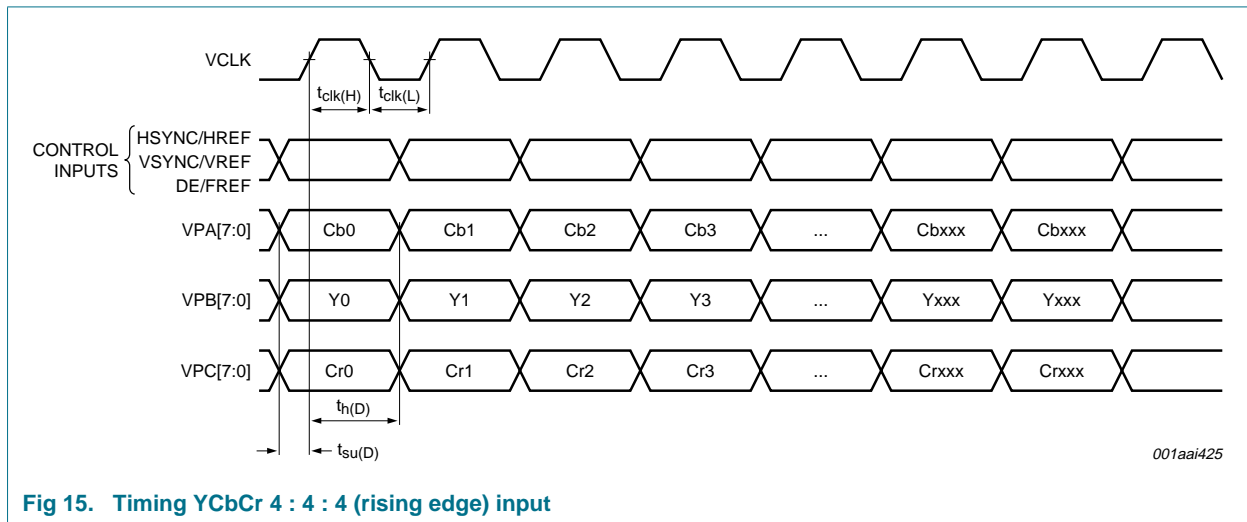 VCLK
tclk(H) tclk(L)
CONTROL INPUTS
HSYNC/HREF
VSYNC/VREF
DE/FREF
VPA[7:0] Cb0 Cb1 Cb2 Cb3 ... Cbxxx Cbxxx
VPB[7:0] Y0 Y1 Y2 Y3 ... Yxxx Yxxx
VPC[7:0] Cr0 Cr1 Cr2 Cr3 ... Crxxx Crxxx
th(D)
tsu(D)
001aai425
Fig 15. Timing YCbCr 4 : 4 : 4 (rising edge) input